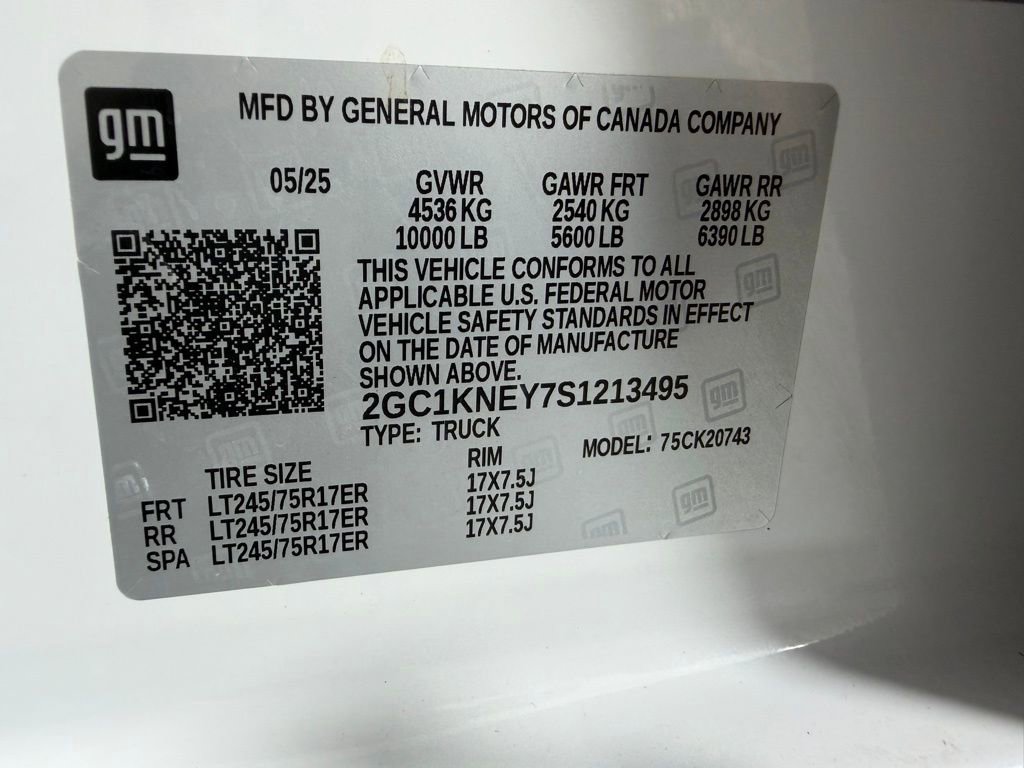 gm
MFD BY GENERAL MOTORS OF CANADA COMPANY
05/25 GVWR GAWR FRT GAWR RR
4536 KG 2540 KG 2898 KG
10000 LB 5600 LB 6390 LB
THIS VEHICLE CONFORMS TO ALL
APPLICABLE U.S. FEDERAL MOTOR
VEHICLE SAFETY STANDARDS IN EFFECT
ON THE DATE OF MANUFACTURE
SHOWN ABOVE.
2GC1KNEY7S1213495
TYPE: TRUCK MODEL: 75CK20743
TIRE SIZE RIM
FRT LT245/75R17ER 17X7.5J
RR LT245/75R17ER 17X7.5J
SPA LT245/75R17ER 17X7.5J